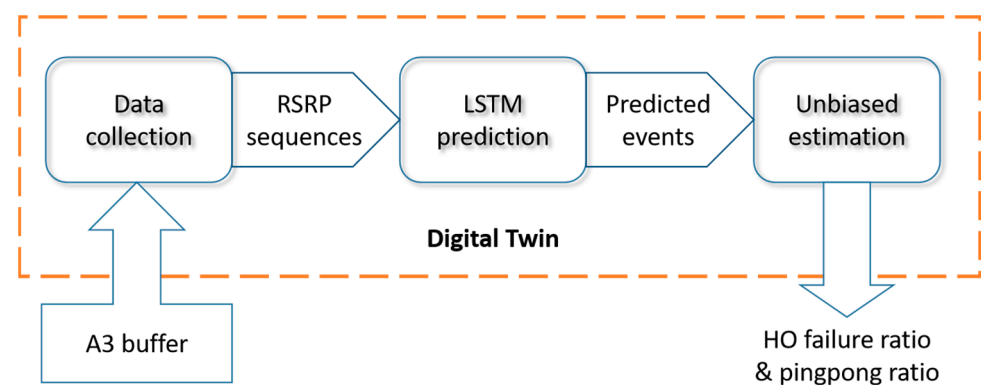 Data
collection
RSRP
sequences
LSTM
prediction
Predicted
events
Unbiased
estimation
Digital Twin
A3 buffer
HO failure ratio
& pingpong ratio